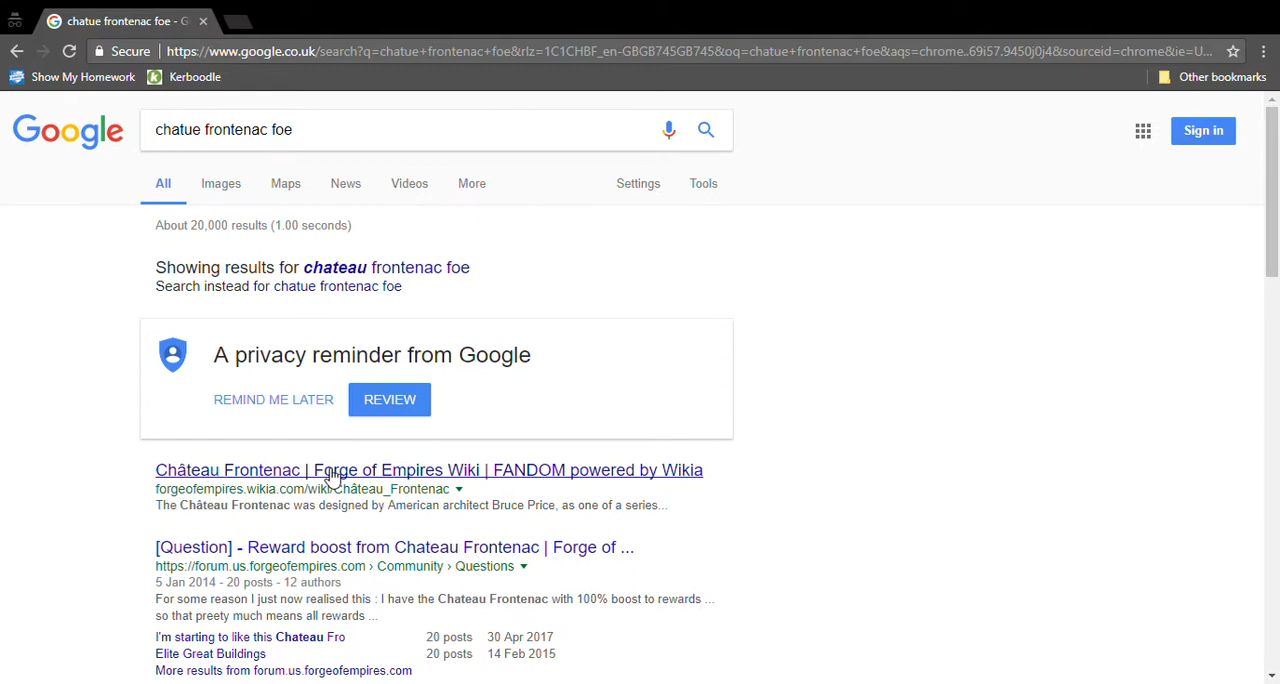 chatue frontenac foe - G
Secure https://www.google.co.uk/search?q=chatue+frontenac+foe&rlz=1C1CHBF_en-GBGB745GB745&oq=chatue+frontenac+foe&aqs=chrome..69i57.9450j0j4&sourceid=chrome&ie=U...
Show My Homework k Kerboodle Other bookmarks
Google chatue frontenac foe Sign in
All Images Maps News Videos More Settings Tools
About 20,000 results (1.00 seconds)
Showing results for chateau frontenac foe
Search instead for chatue frontenac foe
A privacy reminder from Google
REMIND ME LATER REVIEW
Château Frontenac | Forge of Empires Wiki | FANDOM powered by Wikia
forgeofempires.wikia.com/wiki/Château_Frontenac
The Château Frontenac was designed by American architect Bruce Price, as one of a series...
[Question] - Reward boost from Chateau Frontenac | Forge of ...
https://forum.us.forgeofempires.com › Community › Questions
5 Jan 2014 - 20 posts - 12 authors
For some reason I just now realised this : I have the Chateau Frontenac with 100% boost to rewards ...
so that preety much means all rewards ...
I'm starting to like this Chateau Fro 20 posts 30 Apr 2017
Elite Great Buildings 20 posts 14 Feb 2015
More results from forum.us.forgeofempires.com